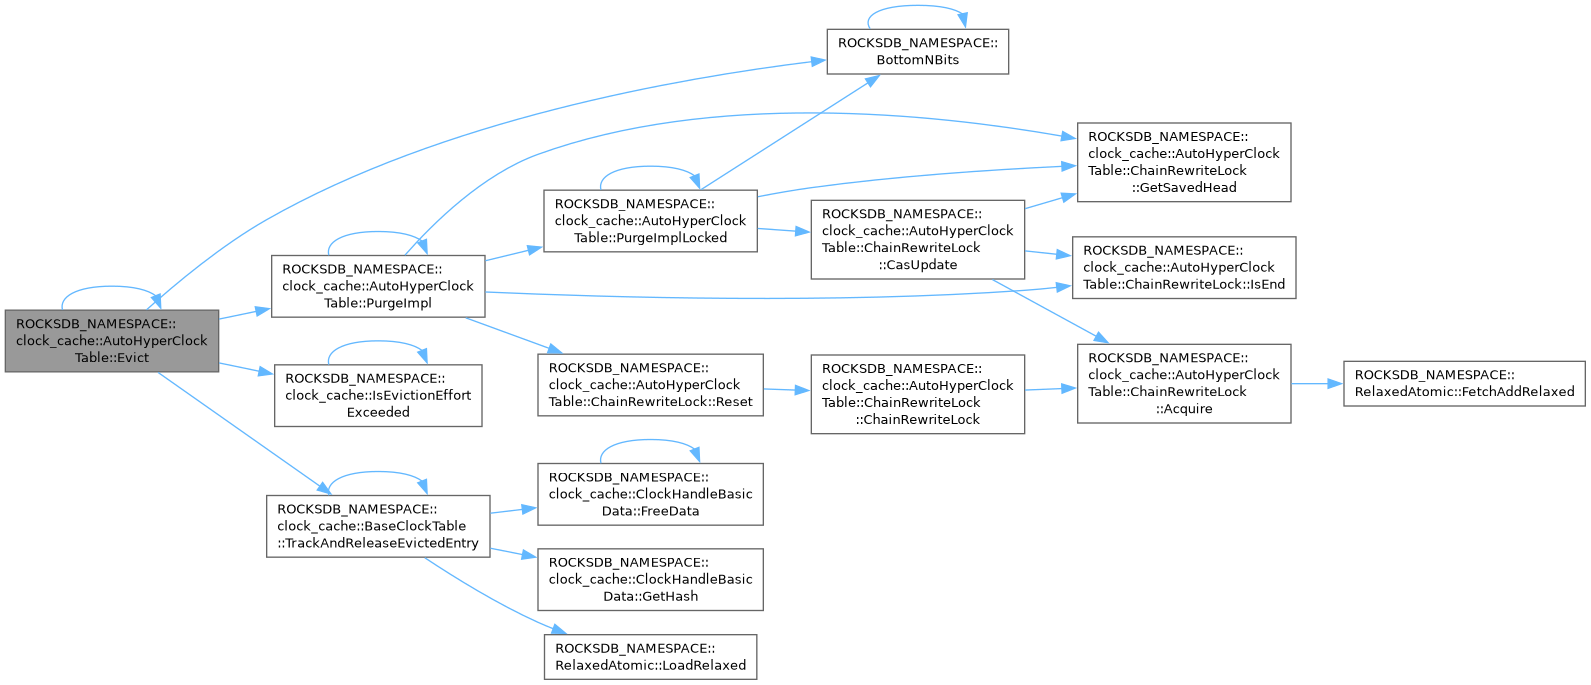 ROCKSDB_NAMESPACE::
clock_cache::AutoHyperClock
Table::Evict
ROCKSDB_NAMESPACE::
BottomNBits
ROCKSDB_NAMESPACE::
clock_cache::AutoHyperClock
Table::PurgeImpl
ROCKSDB_NAMESPACE::
clock_cache::AutoHyperClock
Table::PurgeImplLocked
ROCKSDB_NAMESPACE::
clock_cache::AutoHyperClock
Table::ChainRewriteLock
::CasUpdate
ROCKSDB_NAMESPACE::
clock_cache::AutoHyperClock
Table::ChainRewriteLock
::GetSavedHead
ROCKSDB_NAMESPACE::
clock_cache::AutoHyperClock
Table::ChainRewriteLock::IsEnd
ROCKSDB_NAMESPACE::
clock_cache::AutoHyperClock
Table::ChainRewriteLock
::Acquire
ROCKSDB_NAMESPACE::
RelaxedAtomic::FetchAddRelaxed
ROCKSDB_NAMESPACE::
clock_cache::AutoHyperClock
Table::ChainRewriteLock::Reset
ROCKSDB_NAMESPACE::
clock_cache::AutoHyperClock
Table::ChainRewriteLock
::ChainRewriteLock
ROCKSDB_NAMESPACE::
clock_cache::IsEvictionEffort
Exceeded
ROCKSDB_NAMESPACE::
clock_cache::BaseClockTable
::TrackAndReleaseEvictedEntry
ROCKSDB_NAMESPACE::
clock_cache::ClockHandleBasic
Data::FreeData
ROCKSDB_NAMESPACE::
clock_cache::ClockHandleBasic
Data::GetHash
ROCKSDB_NAMESPACE::
RelaxedAtomic::LoadRelaxed